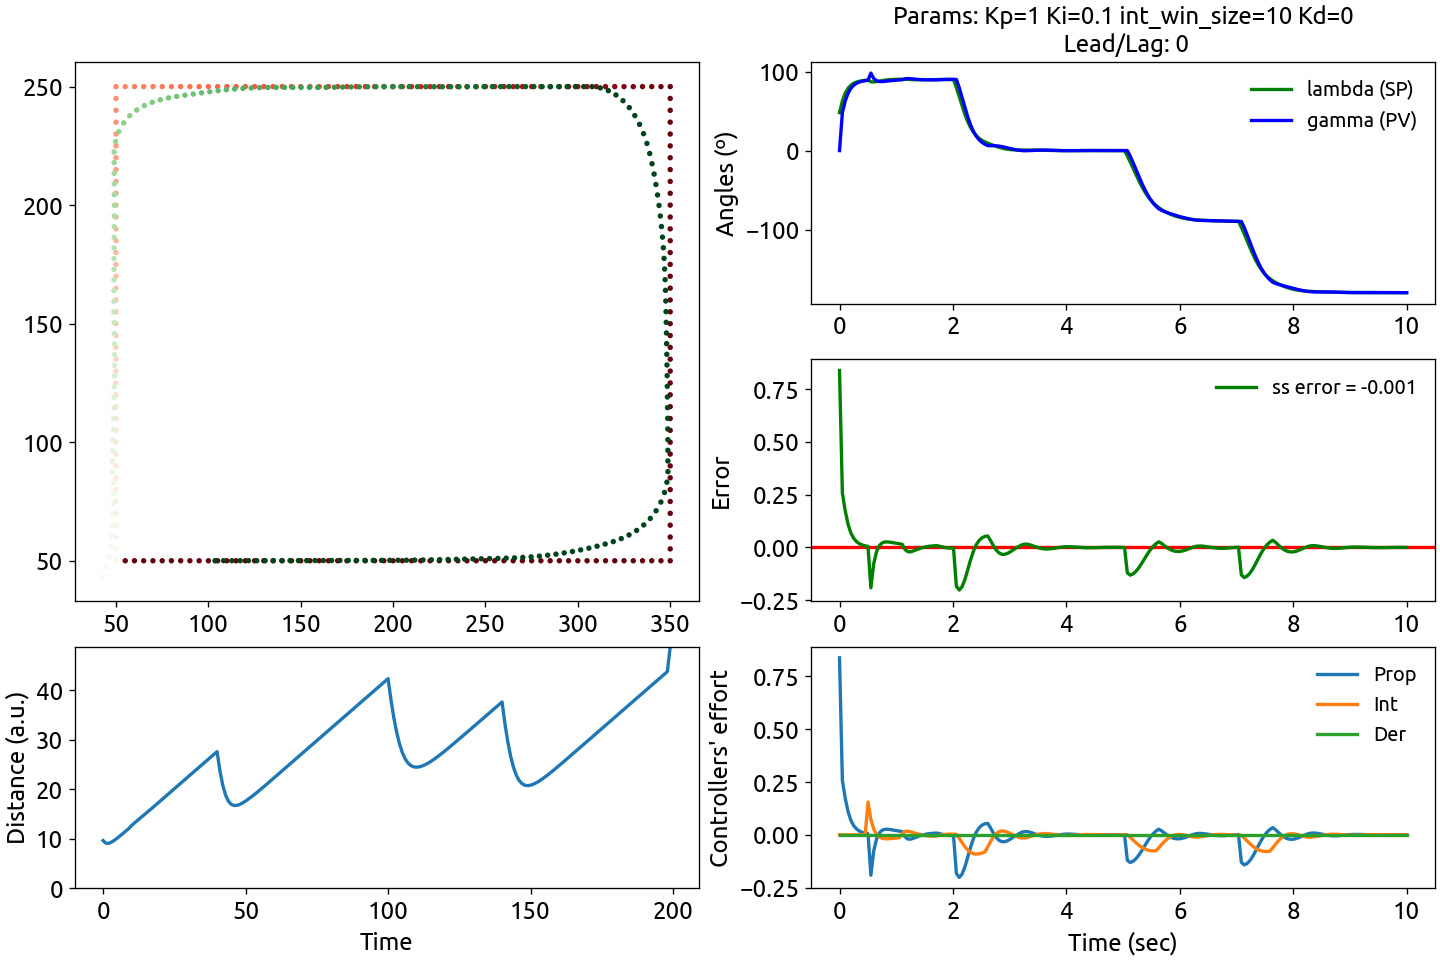 Params: Kp=1 Ki=0.1 int_win_size=10 Kd=0
Lead/Lag: 0
250
200
150
100
50
50 100 150 200 250 300 350
Angles (º)
100
0
−100
lambda (SP)
gamma (PV)
0 2 4 6 8 10
Error
0.75
0.50
0.25
0.00
−0.25
ss error = -0.001
0 2 4 6 8 10
Distance (a.u.)
40
30
20
10
0
0 50 100 150 200
Time
Controllers' effort
0.75
0.50
0.25
0.00
−0.25
Prop
Int
Der
0 2 4 6 8 10
Time (sec)